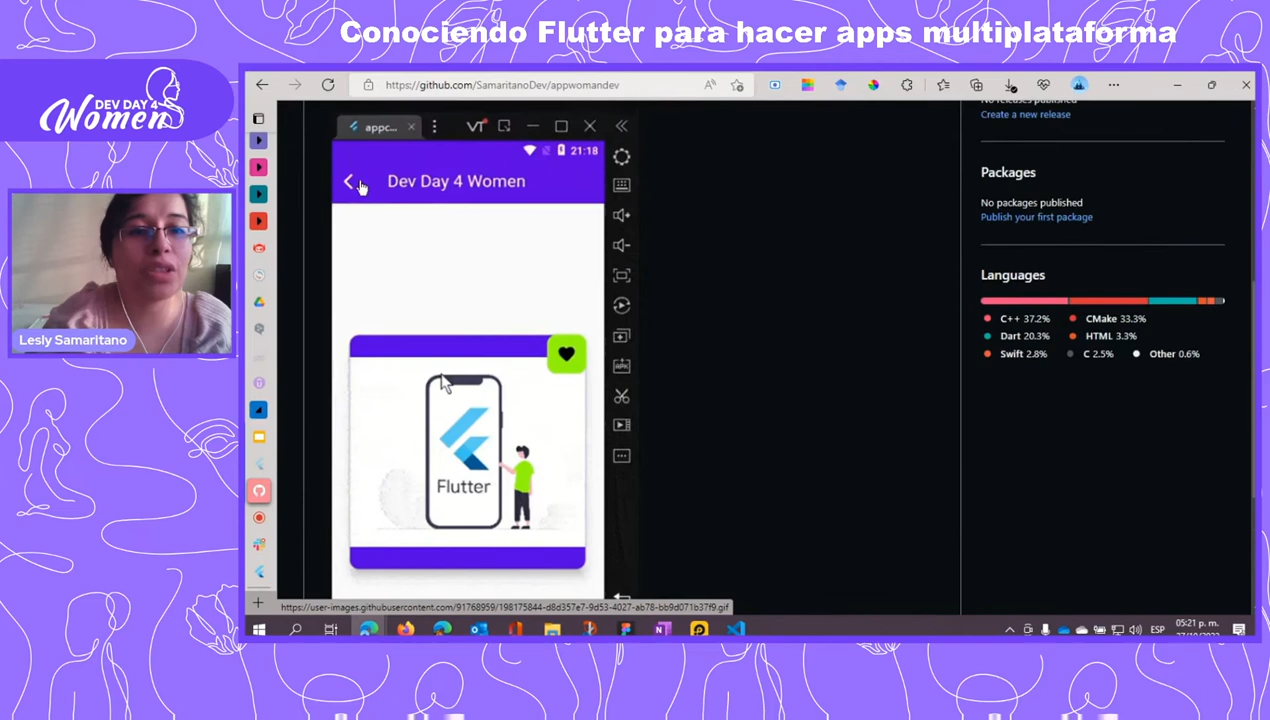 Conociendo Flutter para hacer apps multiplataforma
DEV DAY 4
Women
https://github.com/SamaritanoDev/appwomandev
No releases published
Create a new release
appc...
21:18
Dev Day 4 Women
Packages
No packages published
Publish your first package
Languages
C++ 37.2% CMake 33.3%
Dart 20.3% HTML 3.3%
Swift 2.8% C 2.5% Other 0.6%
Lesly Samaritano
Flutter
https://user-images.githubusercontent.com/91768959/198175844-d8d357e7-9d53-4027-ab78-bb9d071b37f9.gif
ESP
05:21 p. m.